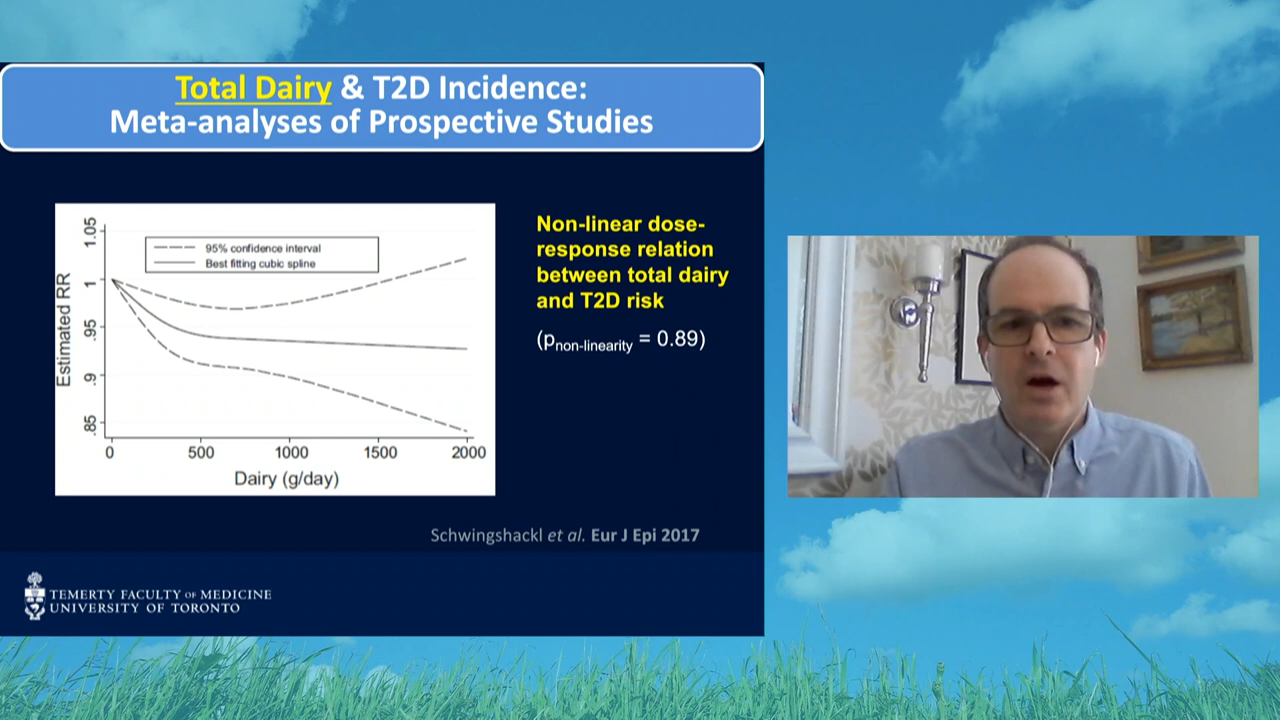 Total Dairy & T2D Incidence:
Meta-analyses of Prospective Studies
Estimated RR
1.05
1
.95
.9
.85
95% confidence interval
Best fitting cubic spline
0 500 1000 1500 2000
Dairy (g/day)
Non-linear dose-
response relation
between total dairy
and T2D risk
(pnon-linearity = 0.89)
Schwingshackl et al. Eur J Epi 2017
TEMERTY FACULTY OF MEDICINE
UNIVERSITY OF TORONTO